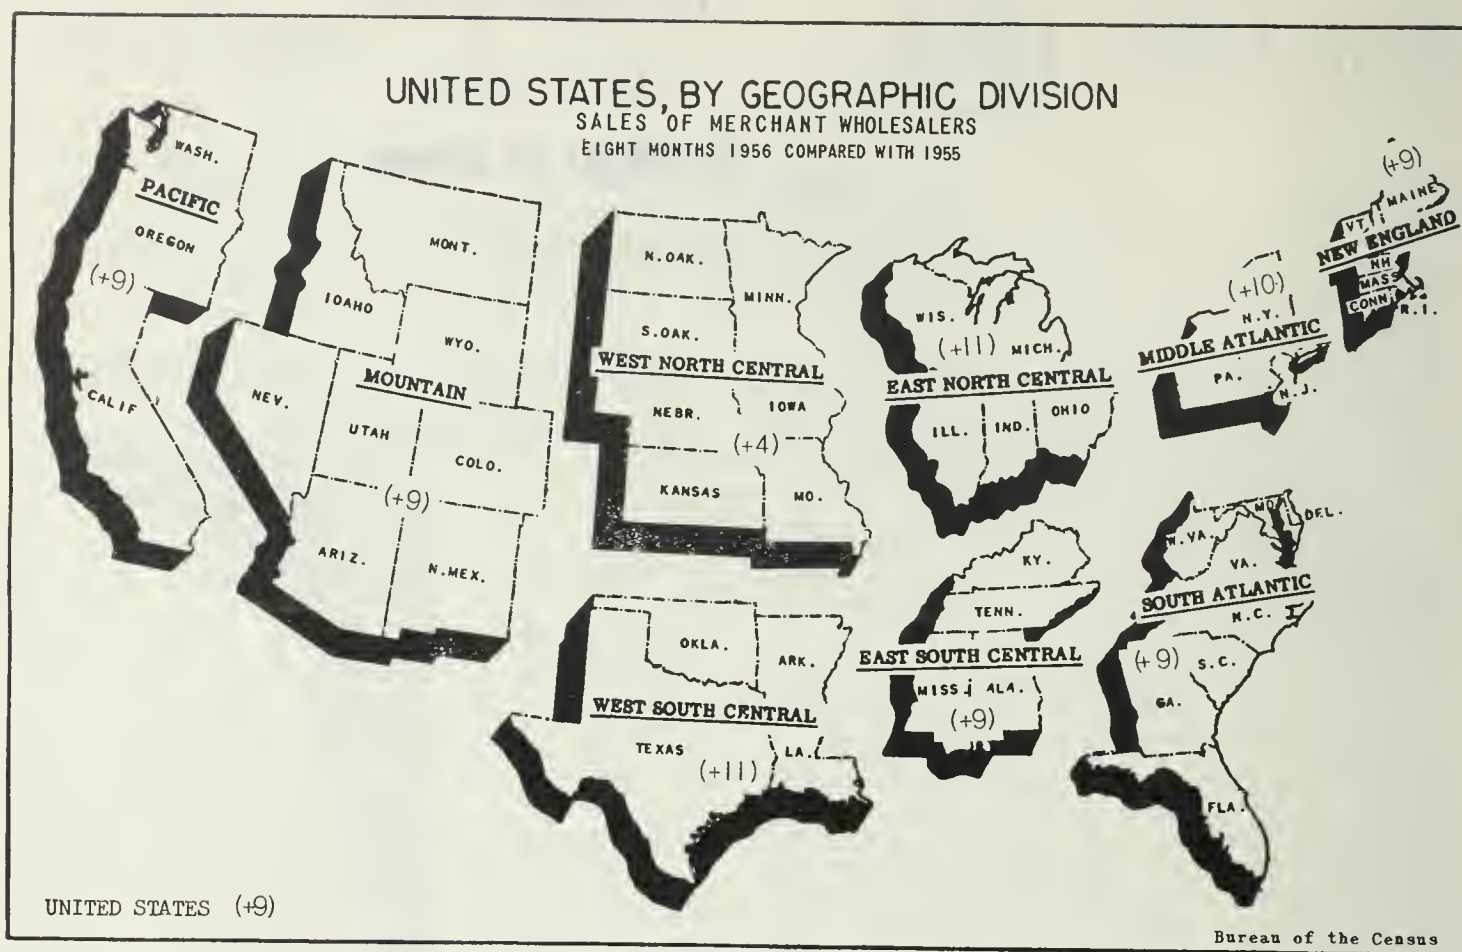 UNITED STATES, BY GEOGRAPHIC DIVISION
SALES OF MERCHANT WHOLESALERS
EIGHT MONTHS 1956 COMPARED WITH 1955
WASH.
PACIFIC
OREGON
(+9)
CALIF
MONT.
IDAHO
WYO.
MOUNTAIN
NEV.
UTAH
COLO.
(+9)
ARIZ.
N.MEX.
N.OAK.
MINN.
S.OAK.
WEST NORTH CENTRAL
NEBR.
IOWA
(+4)
KANSAS
MO.
WIS.
(+11) MICH.
EAST NORTH CENTRAL
ILL.
IND.
OHIO
(+10)
N.Y.
MIDDLE ATLANTIC
PA.
N.J.
(+9)
MAINE
VT.
NEW ENGLAND
NH
MASS
CONN
R.I.
OKLA.
ARK.
WEST SOUTH CENTRAL
TEXAS
LA.
(+11)
KY.
TENN.
EAST SOUTH CENTRAL
MISS. ALA.
(+9)
MD.
DEL.
W.VA.
VA.
SOUTH ATLANTIC
N.C.
(+9)
S.C.
GA.
FLA.
UNITED STATES (+9)
Bureau of the Census